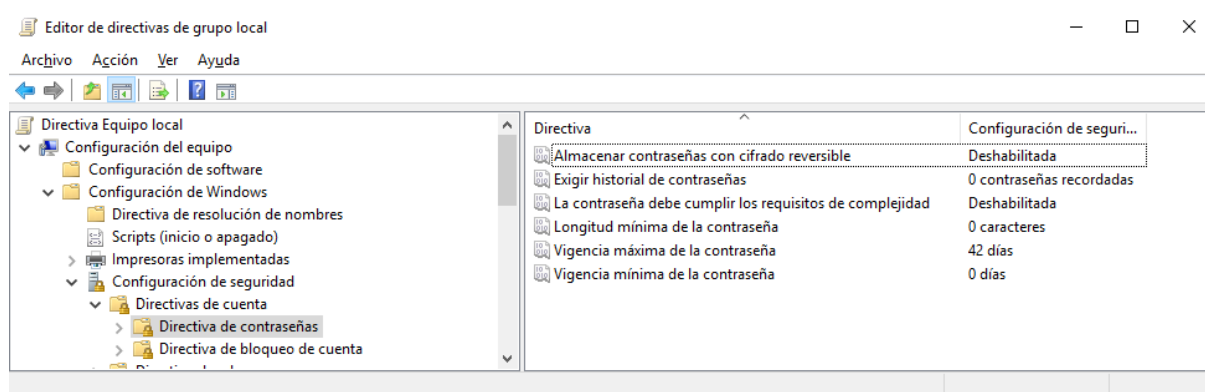 Editor de directivas de grupo local
Archivo Acción Ver Ayuda
Directiva Equipo local
Configuración del equipo
Configuración de software
Configuración de Windows
Directiva de resolución de nombres
Scripts (inicio o apagado)
Impresoras implementadas
Configuración de seguridad
Directivas de cuenta
Directiva de contraseñas
Directiva de bloqueo de cuenta
Directiva Configuración de seguri...
Almacenar contraseñas con cifrado reversible Deshabilitada
Exigir historial de contraseñas 0 contraseñas recordadas
La contraseña debe cumplir los requisitos de complejidad Deshabilitada
Longitud mínima de la contraseña 0 caracteres
Vigencia máxima de la contraseña 42 días
Vigencia mínima de la contraseña 0 días